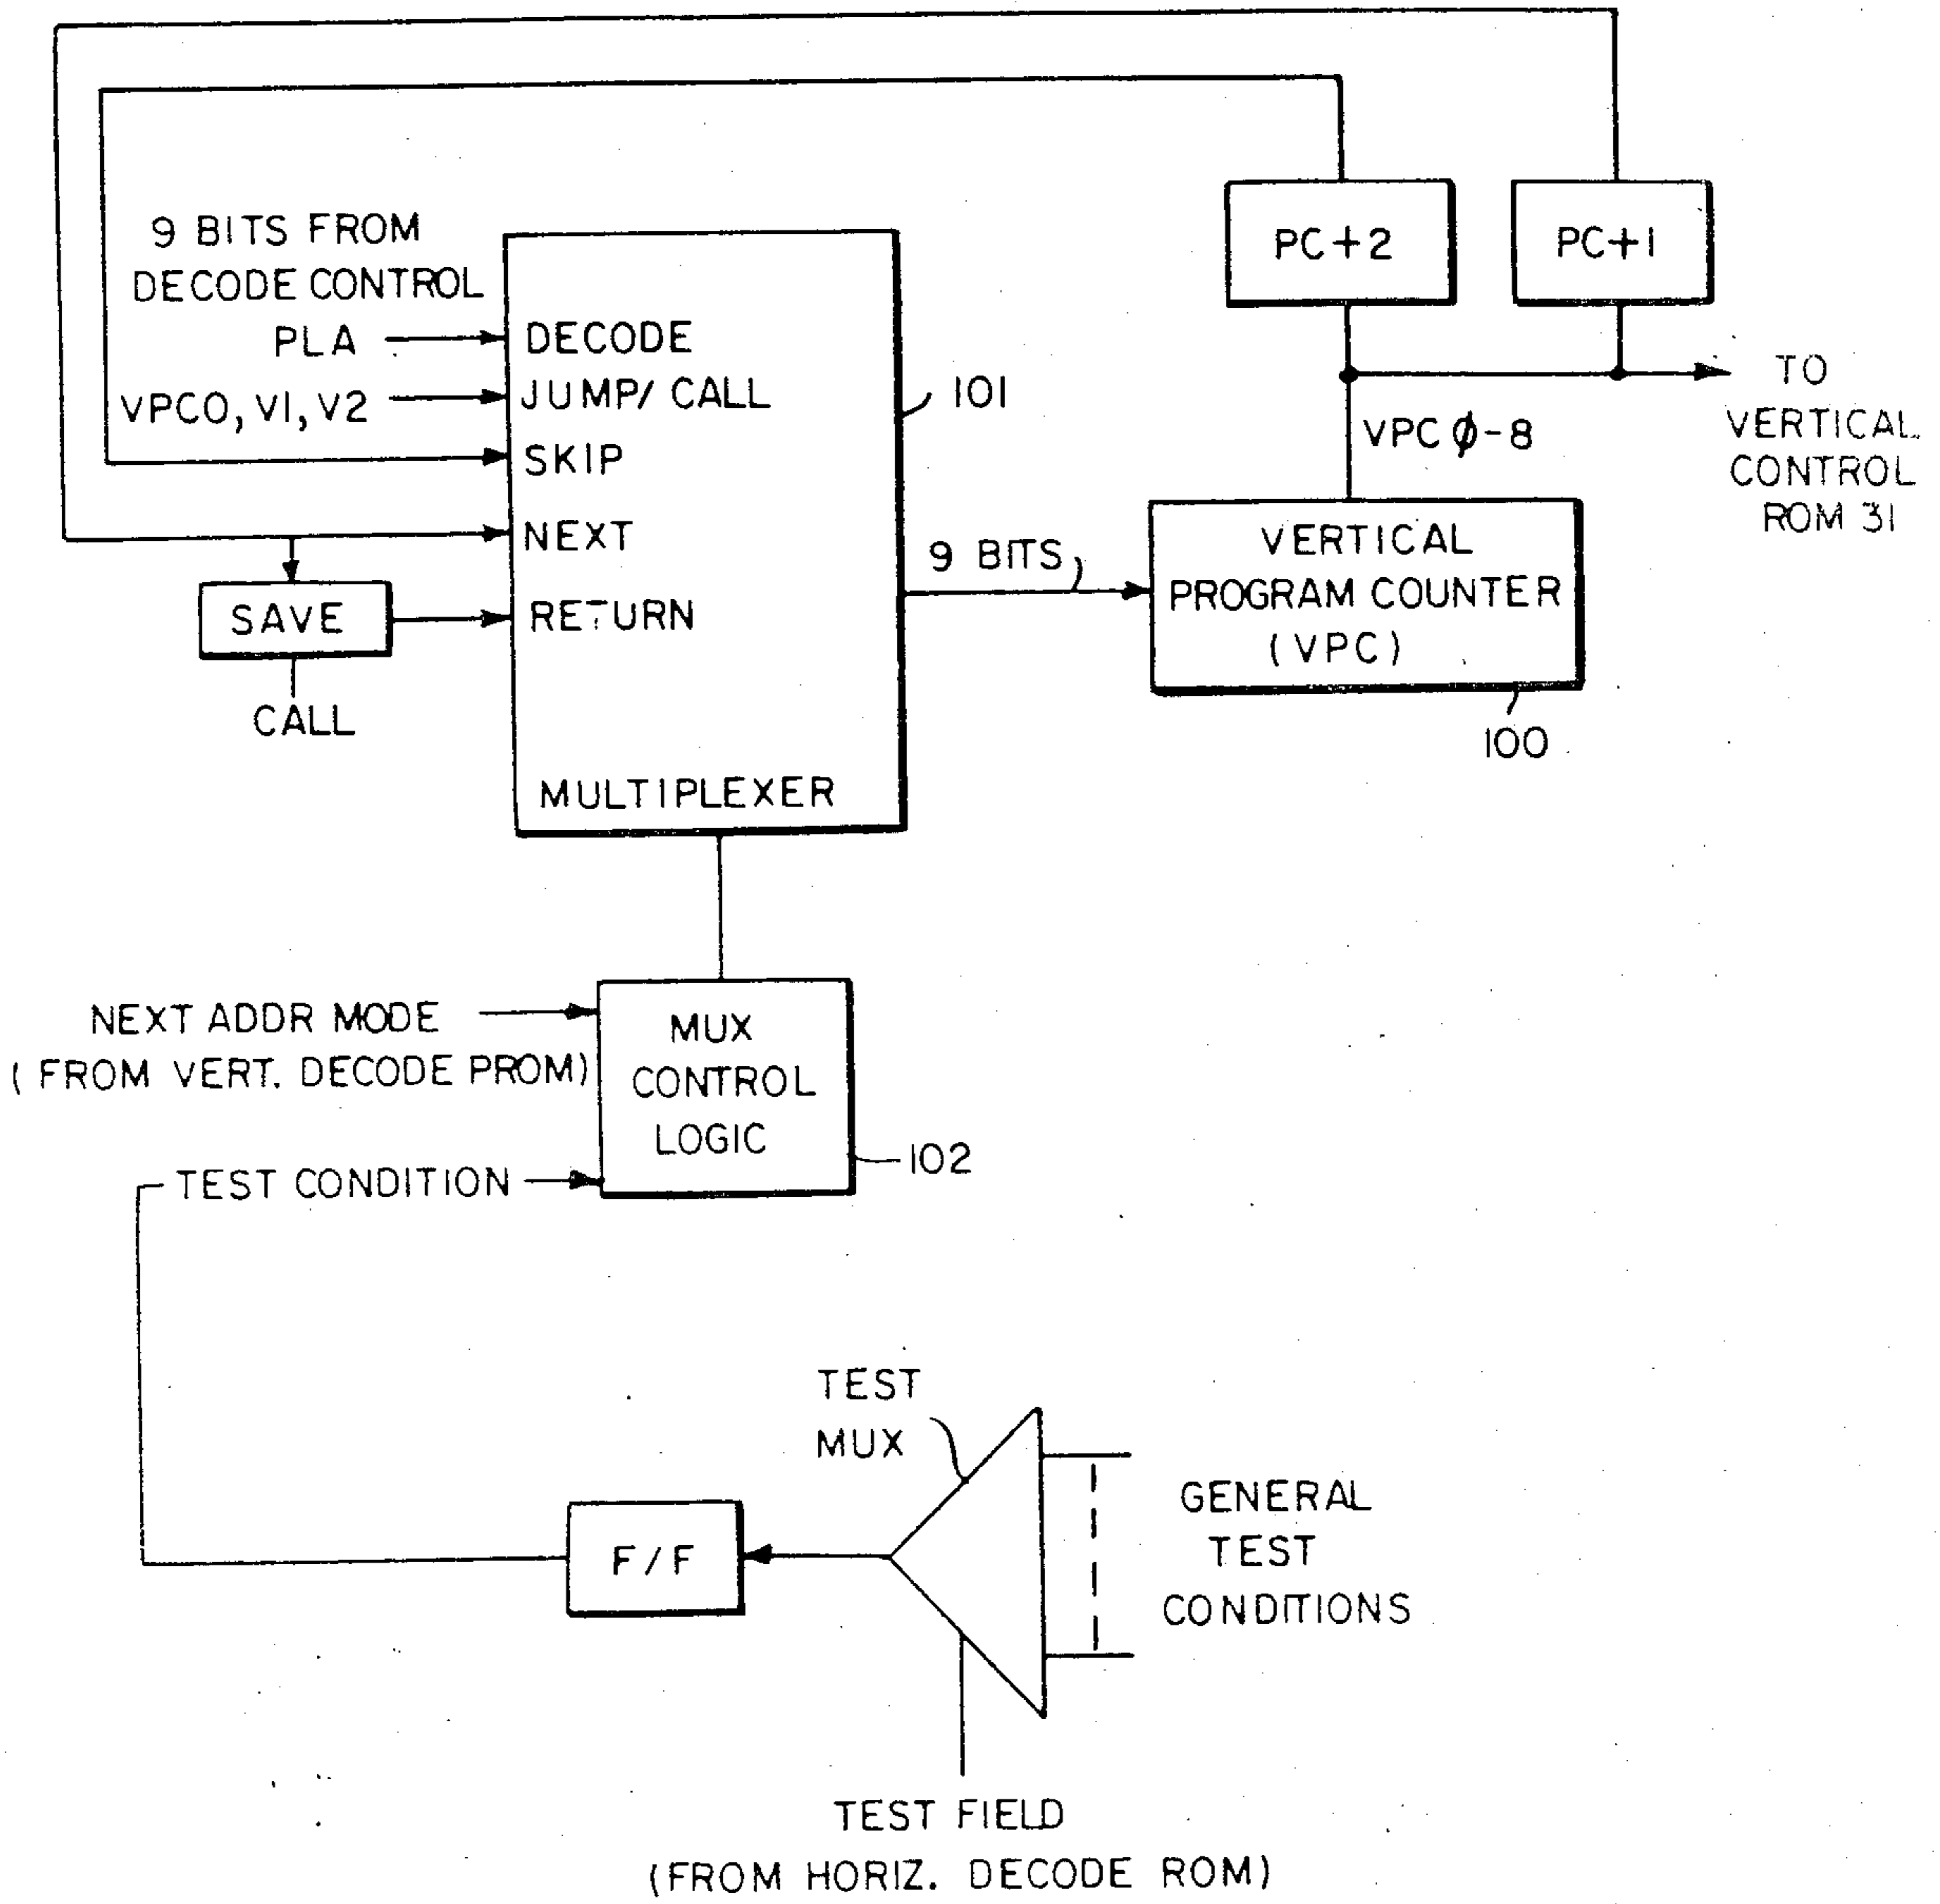 9 BITS FROM
DECODE CONTROL
PLA
VPCO, V1, V2
DECODE
JUMP/ CALL
SKIP
NEXT
RETURN
MULTIPLEXER
101
SAVE
CALL
PC+2
PC+1
TO
VERTICAL
CONTROL
ROM 31
VPC ϕ-8
9 BITS
VERTICAL
PROGRAM COUNTER
(VPC)
100
NEXT ADDR MODE
(FROM VERT. DECODE PROM)
MUX
CONTROL
LOGIC
102
TEST CONDITION
TEST
MUX
F/F
GENERAL
TEST
CONDITIONS
TEST FIELD
(FROM HORIZ. DECODE ROM)